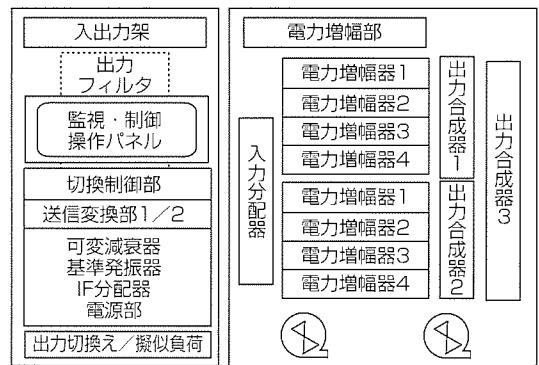 入出力架
出力
フィルタ
監視・制御
操作パネル
切換制御部
送信変換部1／2
可変減衰器
基準発振器
IF分配器
電源部
出力切換え／擬似負荷
電力増幅部
入力分配器
電力増幅器1
電力増幅器2
電力増幅器3
電力増幅器4
電力増幅器1
電力増幅器2
電力増幅器3
電力増幅器4
出力合成器1
出力合成器2
出力合成器3